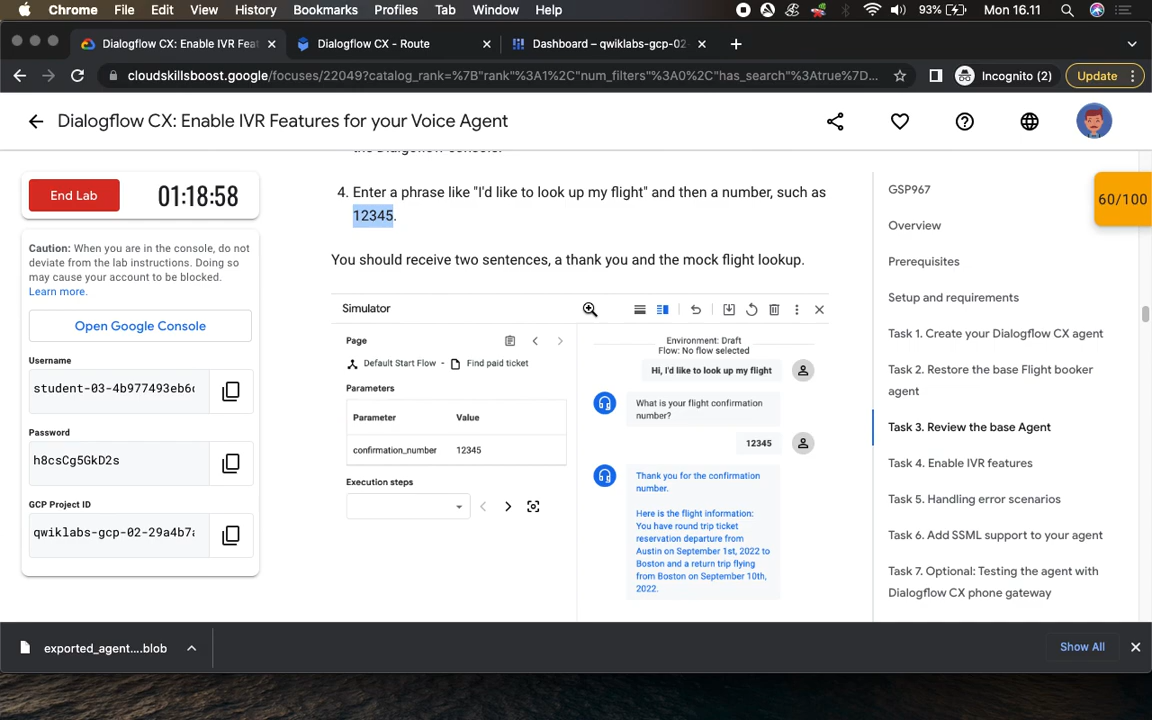 Chrome File Edit View History Bookmarks Profiles Tab Window Help 93% Mon 16.11
Dialogflow CX: Enable IVR Feat Dialogflow CX - Route Dashboard – qwiklabs-gcp-02-
cloudskillsboost.google/focuses/22049?catalog_rank=%7B"rank"%3A1%2C"num_filters"%3A0%2C"has_search"%3Atrue%7D... Incognito (2) Update
Dialogflow CX: Enable IVR Features for your Voice Agent
End Lab 01:18:58
Caution: When you are in the console, do not
deviate from the lab instructions. Doing so
may cause your account to be blocked.
Learn more.
Open Google Console
Username
student-03-4b977493eb6
Password
h8csCg5GkD2s
GCP Project ID
qwiklabs-gcp-02-29a4b7
the Dialgoflow console.
4. Enter a phrase like "I'd like to look up my flight" and then a number, such as
12345.
You should receive two sentences, a thank you and the mock flight lookup.
Simulator
Page
Default Start Flow - Find paid ticket
Parameters
Parameter Value
confirmation_number 12345
Execution steps
Environment: Draft
Flow: No flow selected
Hi, I'd like to look up my flight
What is your flight confirmation
number?
12345
Thank you for the confirmation
number.
Here is the flight information:
You have round trip ticket
reservation departure from
Austin on September 1st, 2022 to
Boston and a return trip flying
from Boston on September 10th,
2022.
GSP967
60/100
Overview
Prerequisites
Setup and requirements
Task 1. Create your Dialogflow CX agent
Task 2. Restore the base Flight booker
agent
Task 3. Review the base Agent
Task 4. Enable IVR features
Task 5. Handling error scenarios
Task 6. Add SSML support to your agent
Task 7. Optional: Testing the agent with
Dialogflow CX phone gateway
exported_agent....blob Show All